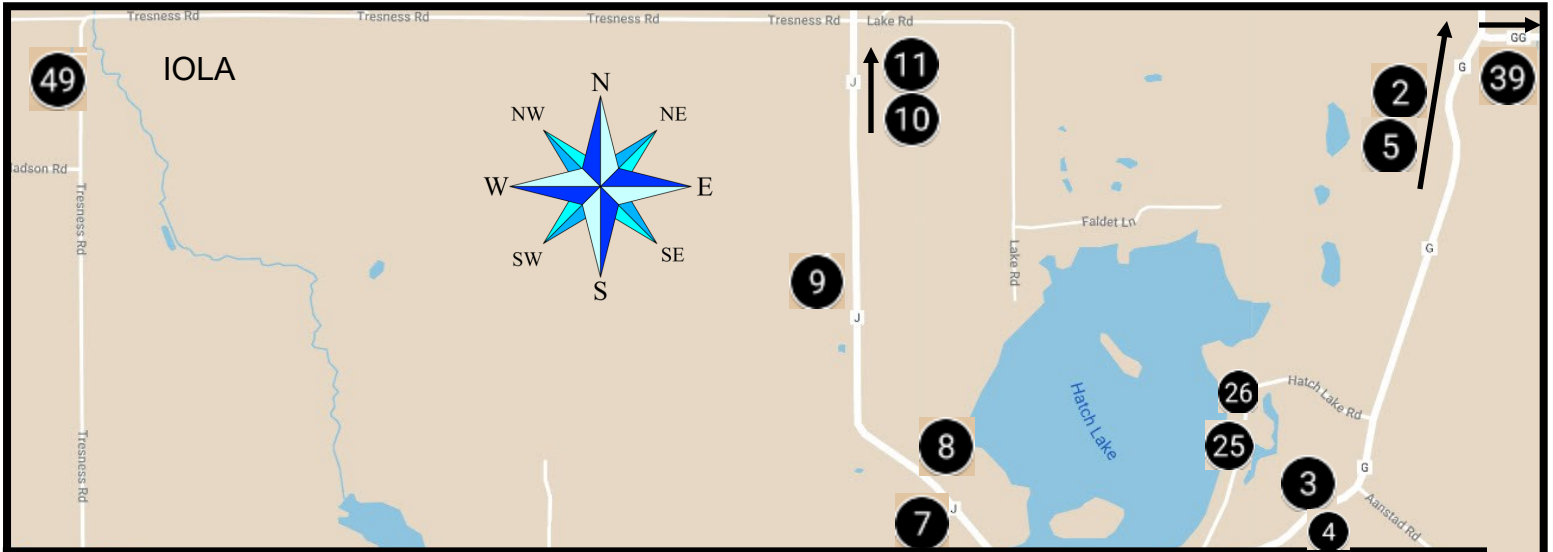 Tresness Rd
Tresness Rd
Tresness Rd
Tresness Rd
Lake Rd
GG
IOLA
49
J
11
10
G
2
39
5
N
NW
NE
W
E
SW
SE
S
Tresness Rd
Faldet Ln
Lake Rd
G
9
J
Hatch Lake
26
Hatch Lake Rd
8
25
Tresness Rd
G
3
Aanstad Rd
7
J
4